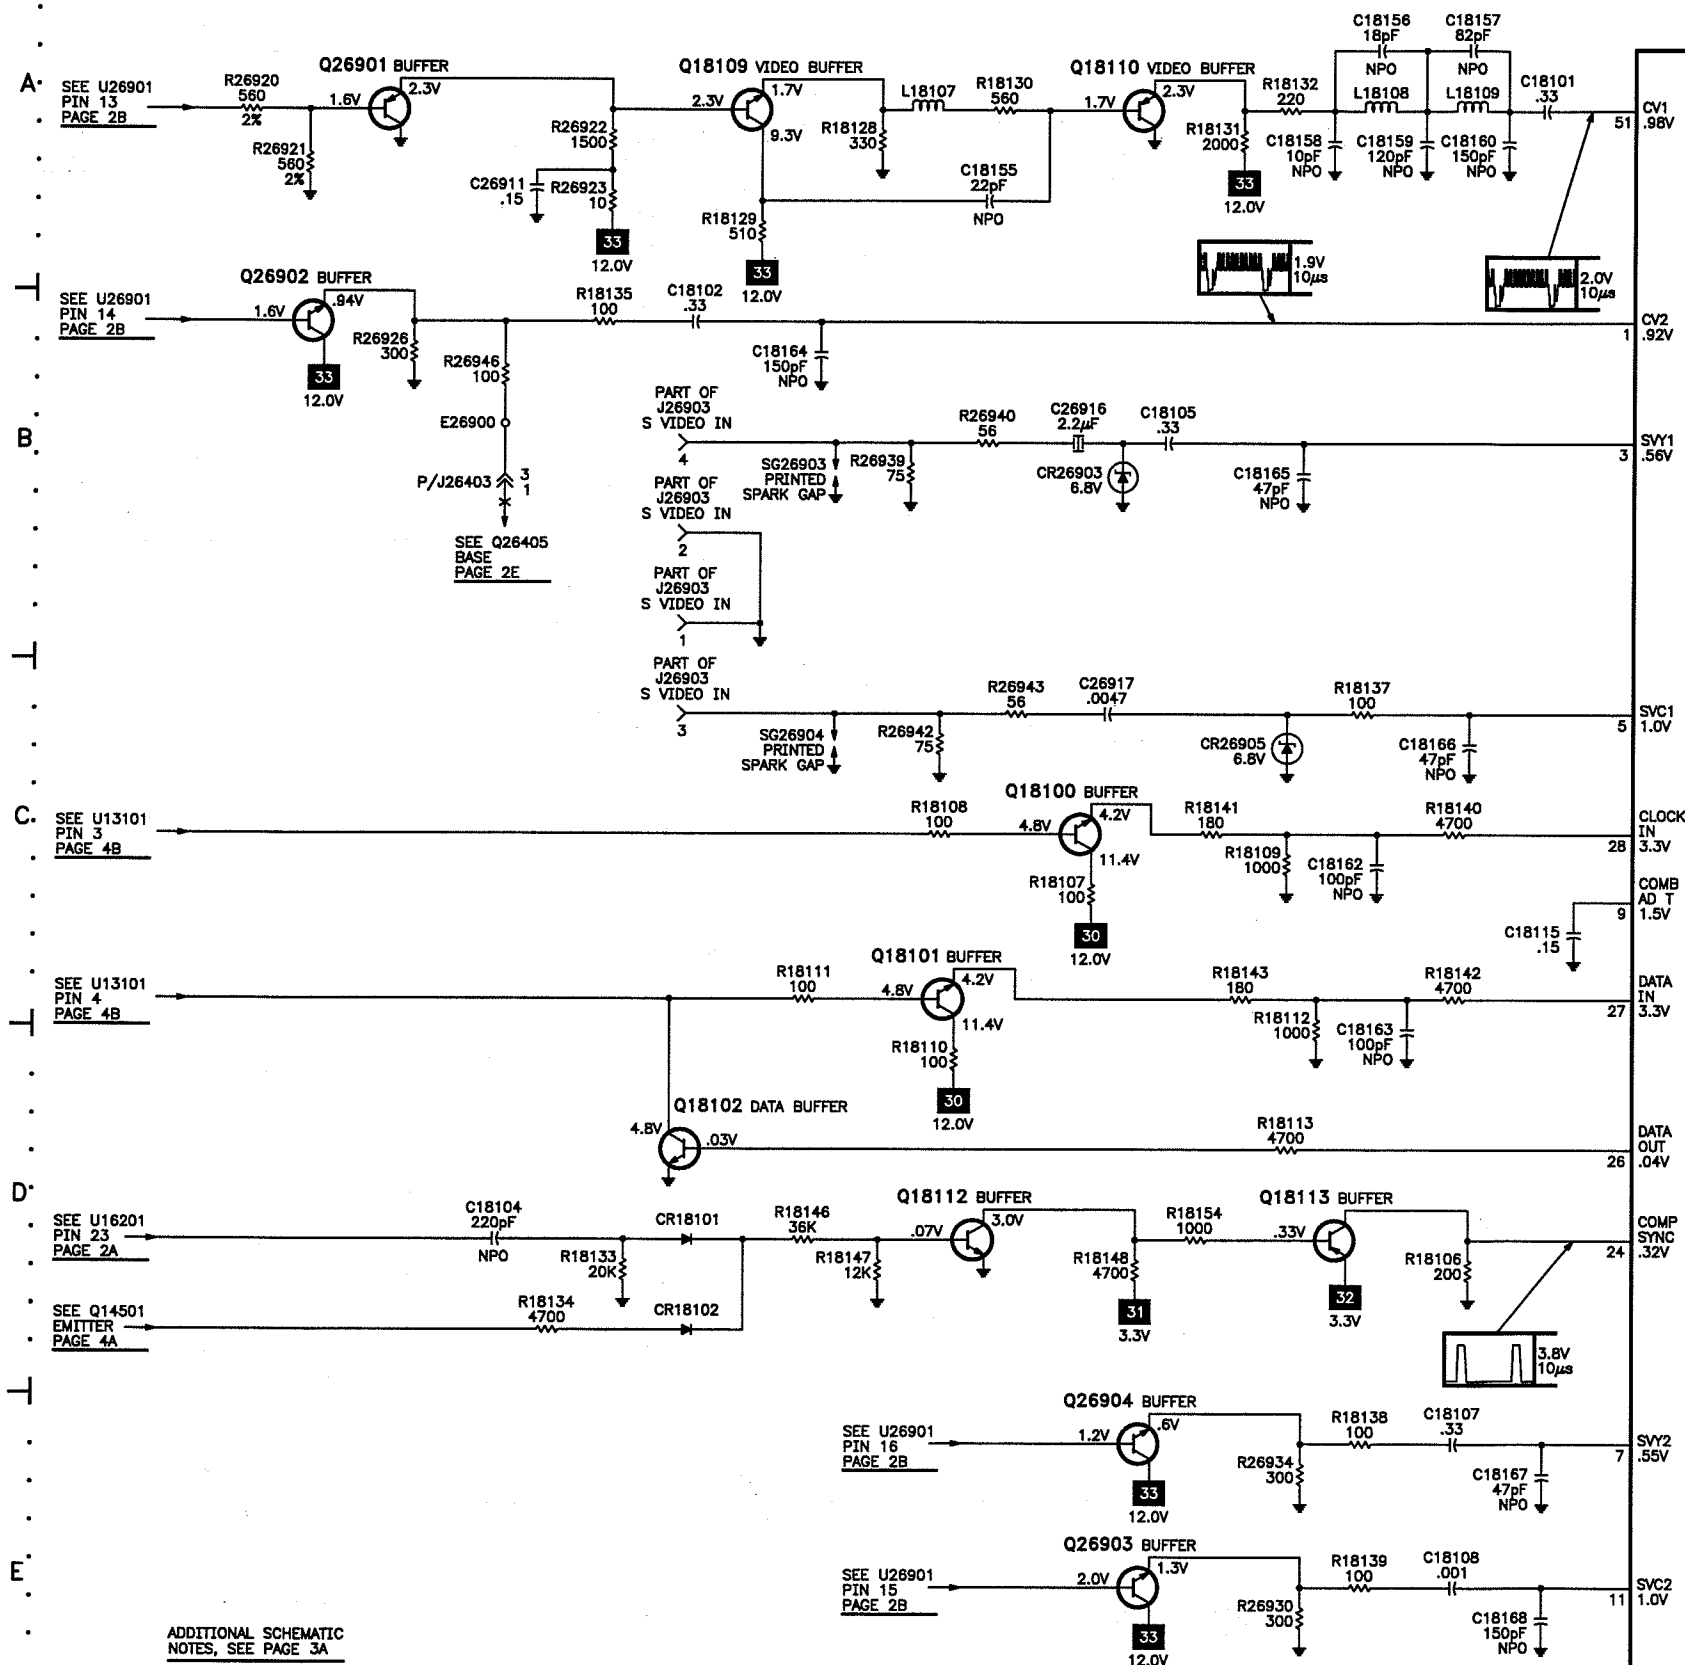 A
SEE U26901
PIN 13
PAGE 2B
R26920
560
2%
R26921
560
2%
1.6V
Q26901 BUFFER
2.3V
R26922
1500
C26911
.15
R26923
10
33
12.0V
2.3V
Q18109 VIDEO BUFFER
1.7V
9.3V
R18129
510
33
12.0V
R18128
330
L18107
R18130
560
C18155
22pF
NPO
1.7V
Q18110 VIDEO BUFFER
2.3V
R18131
2000
33
12.0V
R18132
220
C18156
18pF
NPO
L18108
C18157
82pF
NPO
L18109
C18158
10pF
NPO
C18159
120pF
NPO
C18160
150pF
NPO
C18101
.33
CV1
51
.98V
1.9V
10µs
2.0V
10µs
SEE U26901
PIN 14
PAGE 2B
1.6V
Q26902 BUFFER
.94V
33
12.0V
R26926
300
R26946
100
E26900
P/J26403
3
1
SEE Q26405
BASE
PAGE 2E
R18135
100
C18102
.33
C18164
150pF
NPO
CV2
1
.92V
B
PART OF
J26903
S VIDEO IN
4
SG26903
PRINTED
SPARK GAP
R26939
75
R26940
56
C26916
2.2µF
CR26903
6.8V
C18105
.33
C18165
47pF
NPO
SVY1
3
.56V
PART OF
J26903
S VIDEO IN
2
PART OF
J26903
S VIDEO IN
1
PART OF
J26903
S VIDEO IN
3
SG26904
PRINTED
SPARK GAP
R26942
75
R26943
56
C26917
.0047
CR26905
6.8V
R18137
100
C18166
47pF
NPO
SVC1
5
1.0V
C
SEE U13101
PIN 3
PAGE 4B
R18108
100
4.8V
Q18100 BUFFER
4.2V
11.4V
R18107
100
30
12.0V
R18141
180
R18109
1000
C18162
100pF
NPO
R18140
4700
CLOCK
IN
28
3.3V
COMB
AD T
9
1.5V
C18115
.15
SEE U13101
PIN 4
PAGE 4B
R18111
100
4.8V
Q18101 BUFFER
4.2V
11.4V
R18110
100
30
12.0V
R18143
180
R18112
1000
C18163
100pF
NPO
R18142
4700
DATA
IN
27
3.3V
Q18102 DATA BUFFER
4.8V
.03V
R18113
4700
DATA
OUT
26
.04V
D
SEE U16201
PIN 23
PAGE 2A
C18104
220pF
NPO
R18133
20K
CR18101
R18146
36K
R18147
12K
.07V
Q18112 BUFFER
3.0V
R18148
4700
31
3.3V
R18154
1000
.33V
Q18113 BUFFER
32
3.3V
R18106
200
COMP
SYNC
24
.32V
SEE Q14501
EMITTER
PAGE 4A
R18134
4700
CR18102
3.8V
10µs
SEE U26901
PIN 16
PAGE 2B
1.2V
Q26904 BUFFER
.6V
33
12.0V
R26934
300
R18138
100
C18107
.33
C18167
47pF
NPO
SVY2
7
.55V
E
SEE U26901
PIN 15
PAGE 2B
2.0V
Q26903 BUFFER
1.3V
33
12.0V
R26930
300
R18139
100
C18108
.001
C18168
150pF
NPO
SVC2
11
1.0V
ADDITIONAL SCHEMATIC
NOTES, SEE PAGE 3A